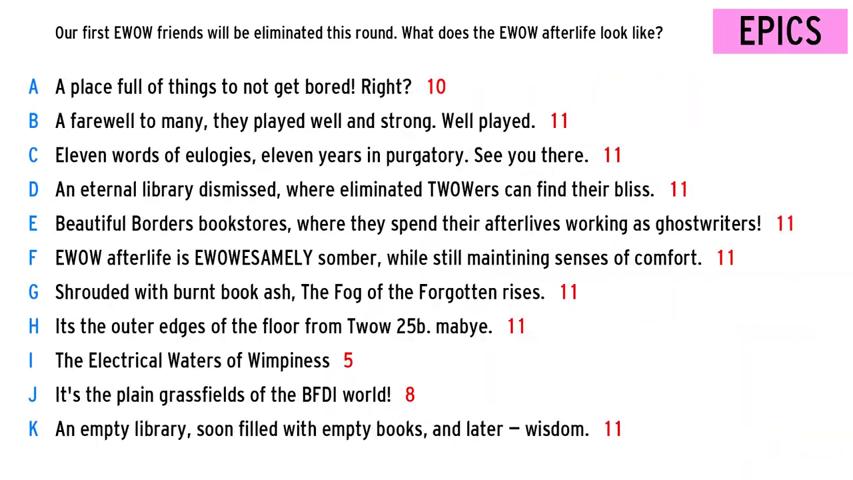 Our first EWOW friends will be eliminated this round. What does the EWOW afterlife look like?
EPICS
A A place full of things to not get bored! Right? 10
B A farewell to many, they played well and strong. Well played. 11
C Eleven words of eulogies, eleven years in purgatory. See you there. 11
D An eternal library dismissed, where eliminated TWOWers can find their bliss. 11
E Beautiful Borders bookstores, where they spend their afterlives working as ghostwriters! 11
F EWOW afterlife is EWOWESAMELY somber, while still maintining senses of comfort. 11
G Shrouded with burnt book ash, The Fog of the Forgotten rises. 11
H Its the outer edges of the floor from Twow 25b. mabye. 11
I The Electrical Waters of Wimpiness 5
J It's the plain grassfields of the BFDI world! 8
K An empty library, soon filled with empty books, and later – wisdom. 11